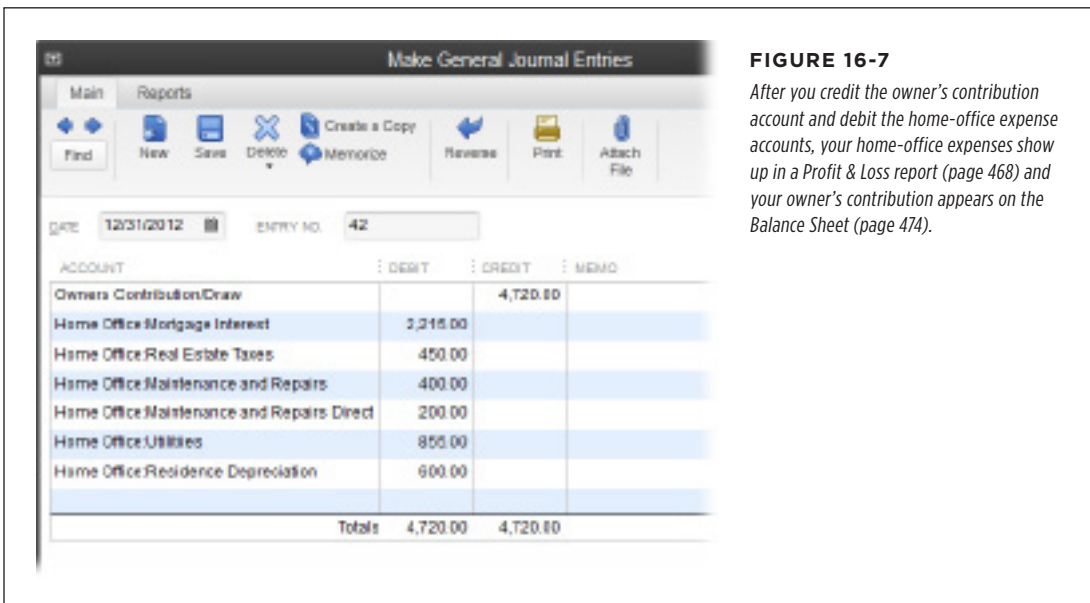 Make General Journal Entries
Main Reports
Find New Save Delete Create a Copy Memorize Reverse Print Attach File
DATE 12/31/2012 ENTRY NO. 42
ACCOUNT DEBIT CREDIT MEMO
Owners Contribution/Draw 4,720.00
Home Office:Mortgage Interest 2,215.00
Home Office:Real Estate Taxes 450.00
Home Office:Maintenance and Repairs 400.00
Home Office:Maintenance and Repairs Direct 200.00
Home Office:Utilities 855.00
Home Office:Residence Depreciation 600.00
Totals 4,720.00 4,720.00
FIGURE 16-7
After you credit the owner's contribution
account and debit the home-office expense
accounts, your home-office expenses show
up in a Profit & Loss report (page 468) and
your owner's contribution appears on the
Balance Sheet (page 474).